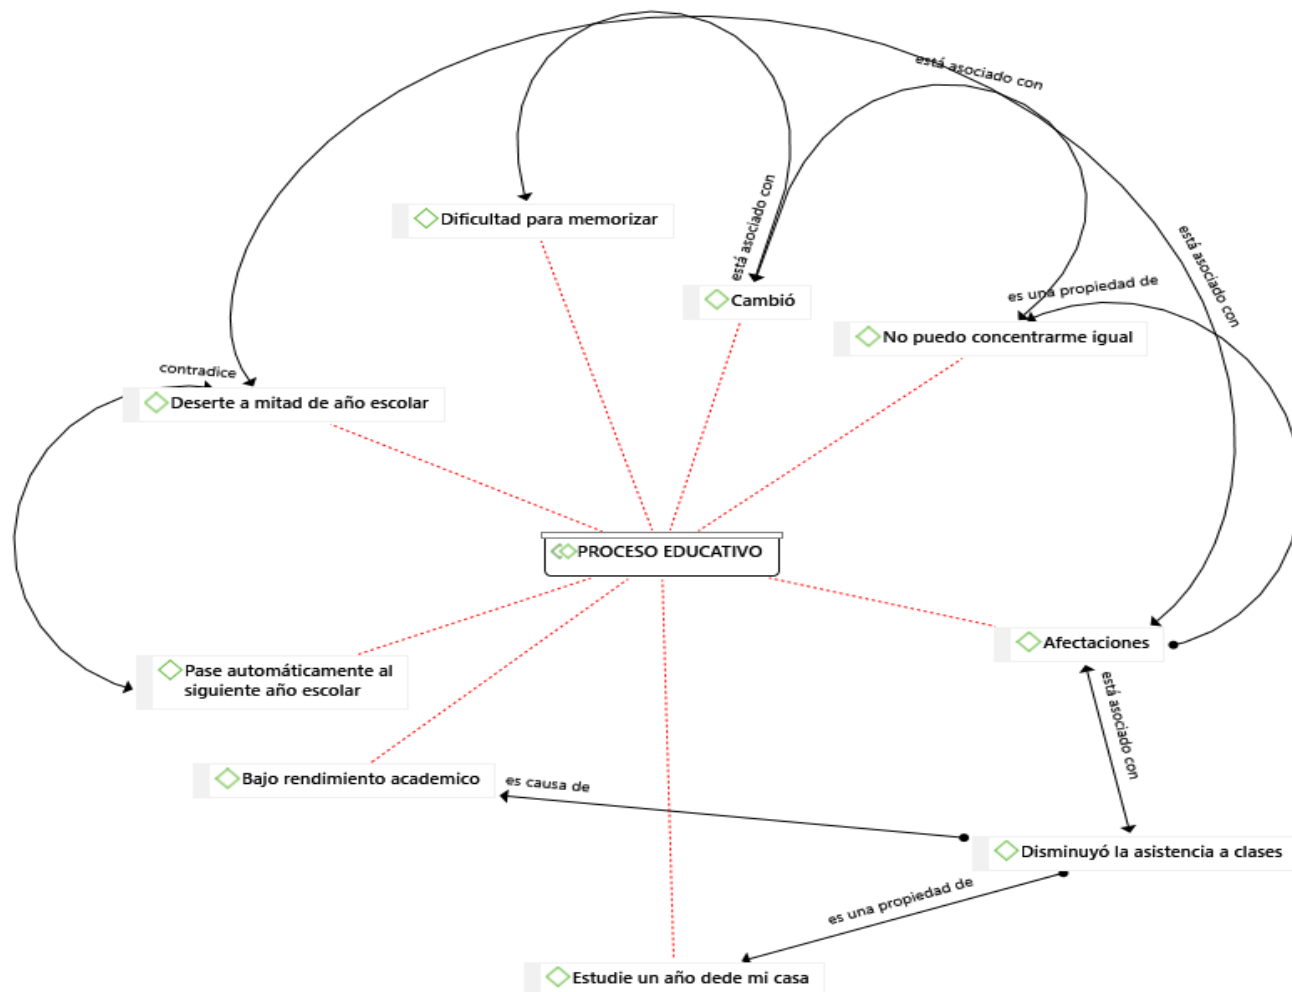 está asociado con
Dificultad para memorizar
está asociado con
está asociado con
Cambió
es una propiedad de
No puedo concentrarme igual
contradice
Deserte a mitad de año escolar
PROCESO EDUCATIVO
Afectaciones
Pase automáticamente al
siguiente año escolar
está asociado con
Bajo rendimiento academico
es causa de
Disminuyó la asistencia a clases
es una propiedad de
Estudie un año dede mi casa